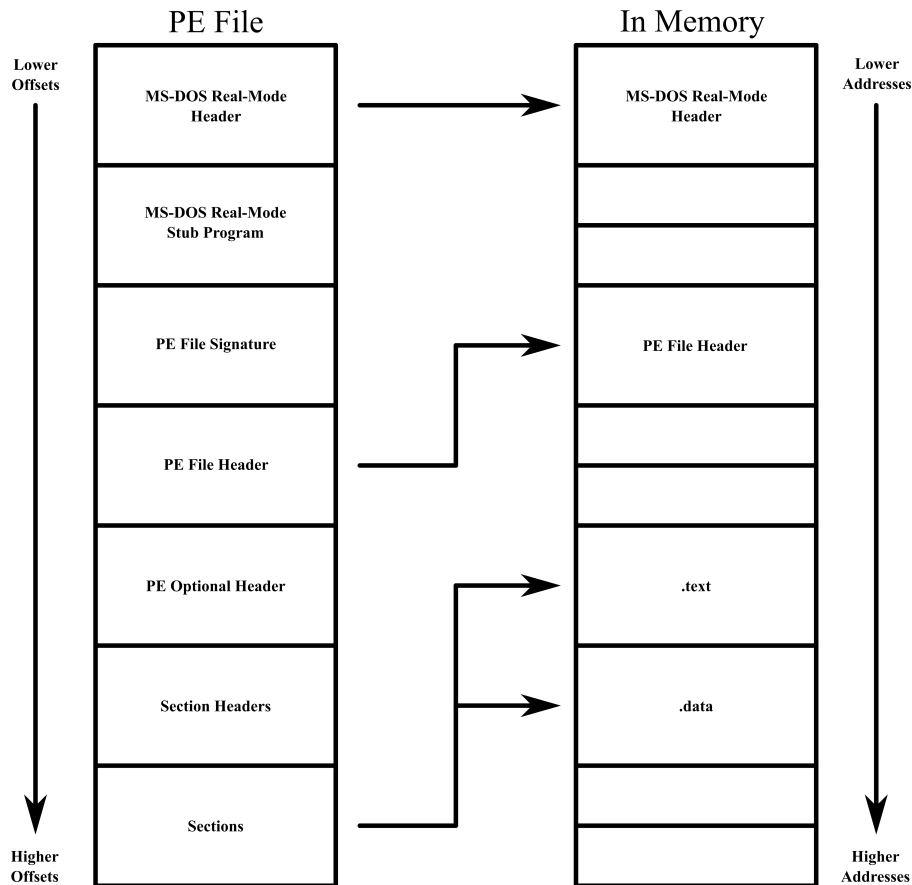 PE File
In Memory
Lower
Offsets
Lower
Addresses
MS-DOS Real-Mode
Header
MS-DOS Real-Mode
Header
MS-DOS Real-Mode
Stub Program
PE File Signature
PE File Header
PE File Header
PE Optional Header
.text
Section Headers
.data
Sections
Higher
Offsets
Higher
Addresses